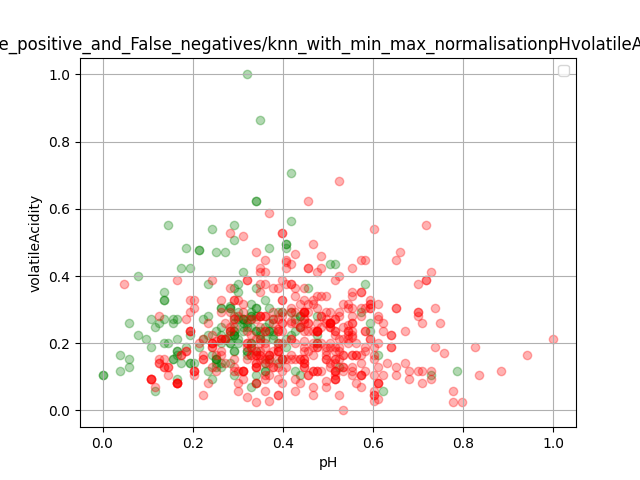 e_positive_and_False_negatives/knn_with_min_max_normalisationpHvolatileA
1.0
0.8
0.6
0.4
0.2
0.0
volatileAcidity
0.0 0.2 0.4 0.6 0.8 1.0
pH